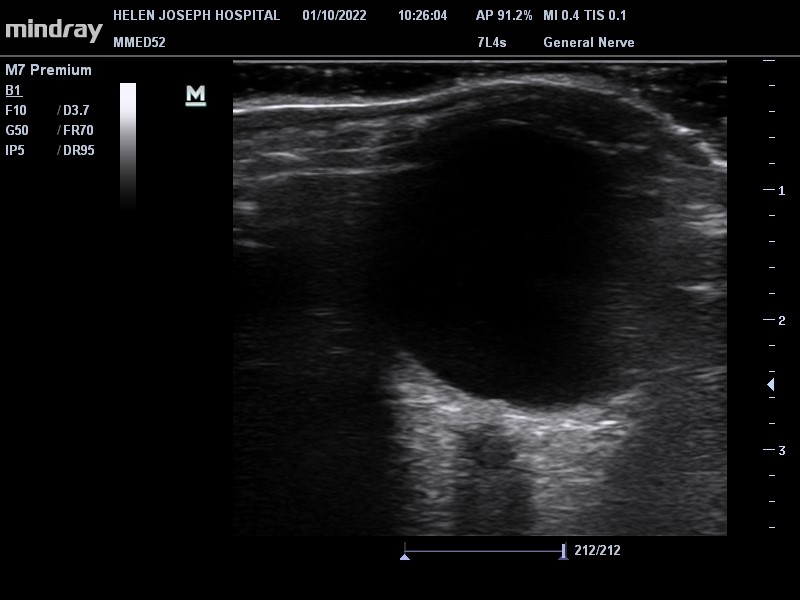 mindray
HELEN JOSEPH HOSPITAL 01/10/2022 10:26:04 AP 91.2% MI 0.4 TIS 0.1
MMED52 7L4s General Nerve
M7 Premium
B1
F10 / D3.7
G50 / FR70
IP5 / DR95
M
1
2
3
212/212